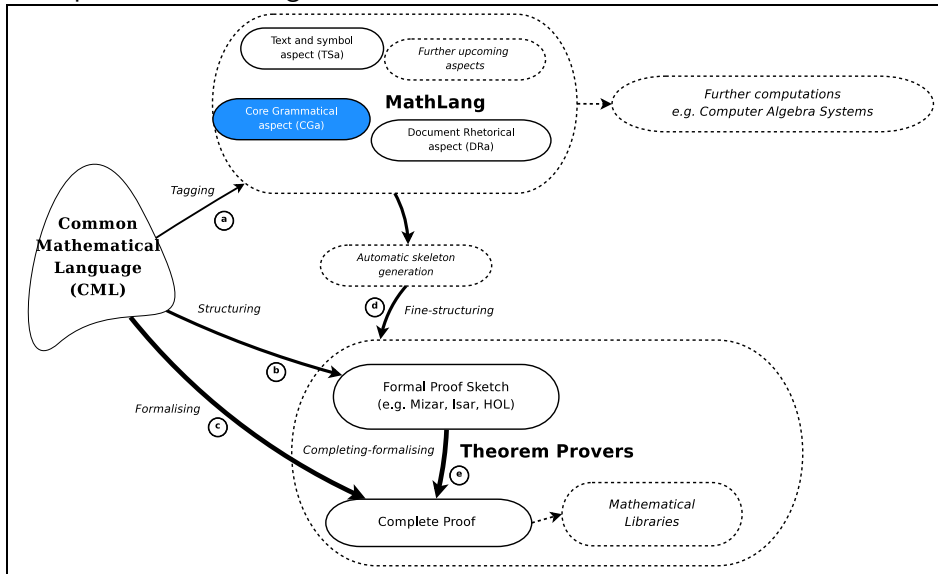 Text and symbol
aspect (TSa)
Further upcoming
aspects
MathLang
Core Grammatical
aspect (CGa)
Document Rhetorical
aspect (DRa)
Further computations
e.g. Computer Algebra Systems
Tagging
a
Common
Mathematical
Language
(CML)
Automatic skeleton
generation
Structuring
d
Fine-structuring
b
Formal Proof Sketch
(e.g. Mizar, Isar, HOL)
Formalising
c
Completing-formalising
Theorem Provers
e
Mathematical
Libraries
Complete Proof